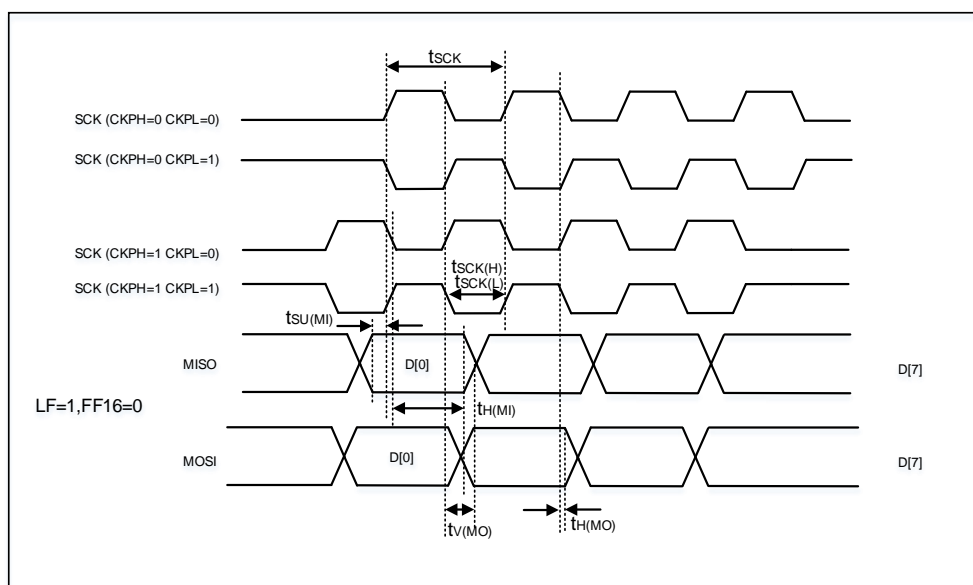 tSCK
SCK (CKPH=0 CKPL=0)
SCK (CKPH=0 CKPL=1)
SCK (CKPH=1 CKPL=0)
tSCK(H)
tSCK(L)
SCK (CKPH=1 CKPL=1)
tSU(MI)
MISO
D[0]
D[7]
LF=1,FF16=0
tH(MI)
MOSI
D[0]
D[7]
tV(MO)
tH(MO)